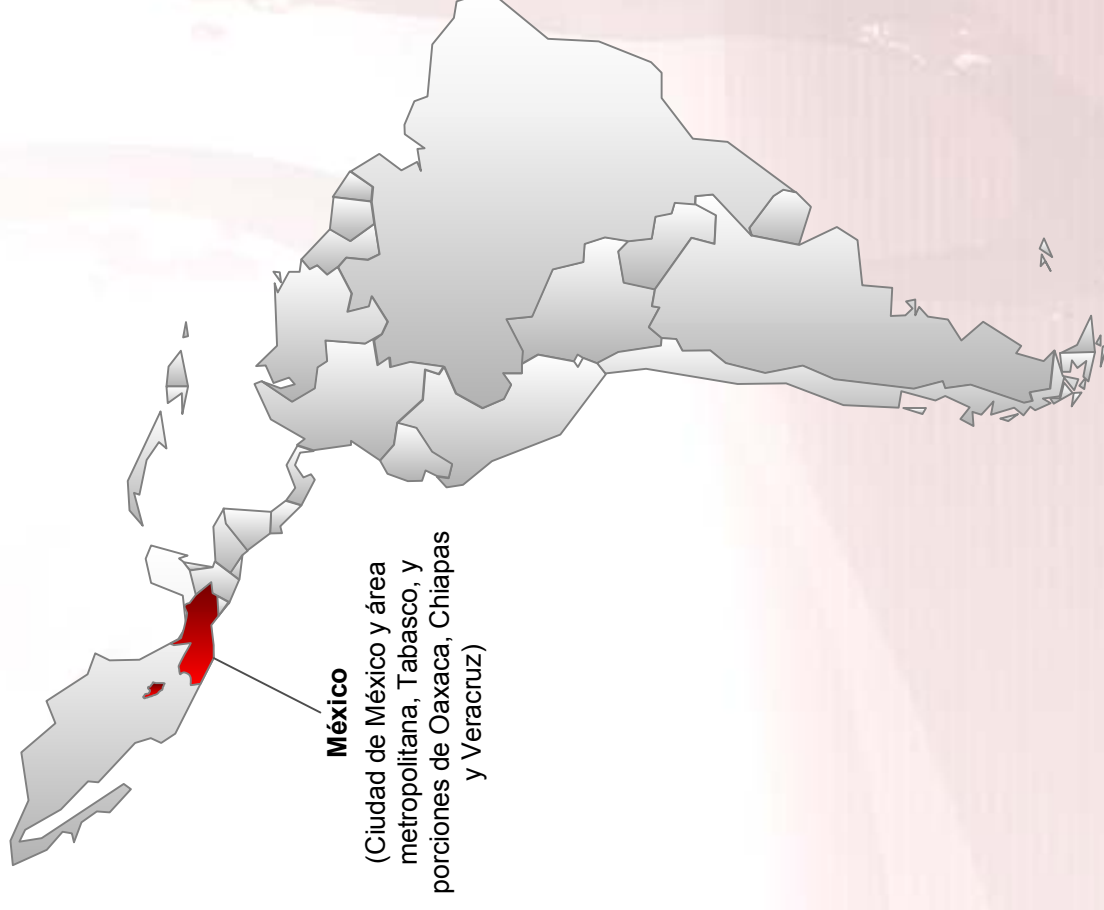 México
(Ciudad de México y área
metropolitana, Tabasco, y
porciones de Oaxaca, Chiapas
y Veracruz)